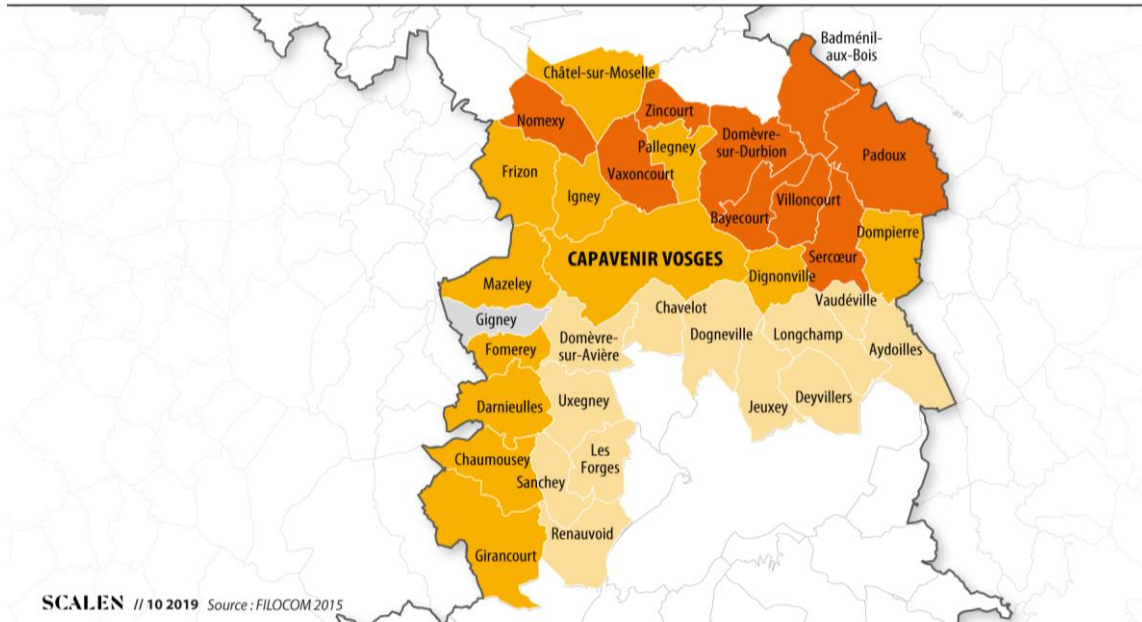 Badménil-
aux-Bois
Châtel-sur-Moselle
Zincourt
Nomexy
Domèvre-
sur-Durbion
Pallegney
Padoux
Frizon
Vaxoncourt
Igney
Villoncourt
Bayecourt
Dompierre
CAPAVENIR VOSGES
Sercœur
Dignonville
Mazeley
Vaudéville
Chavelot
Gigney
Dogneville
Longchamp
Domèvre-
sur-Avière
Fomerey
Aydoilles
Uxegney
Deyvillers
Jeuxey
Darnieulles
Les
Forges
Chaumousey
Sanchey
Renauvoid
Girancourt
SCALEN // 10 2019 Source : FILOCOM 2015